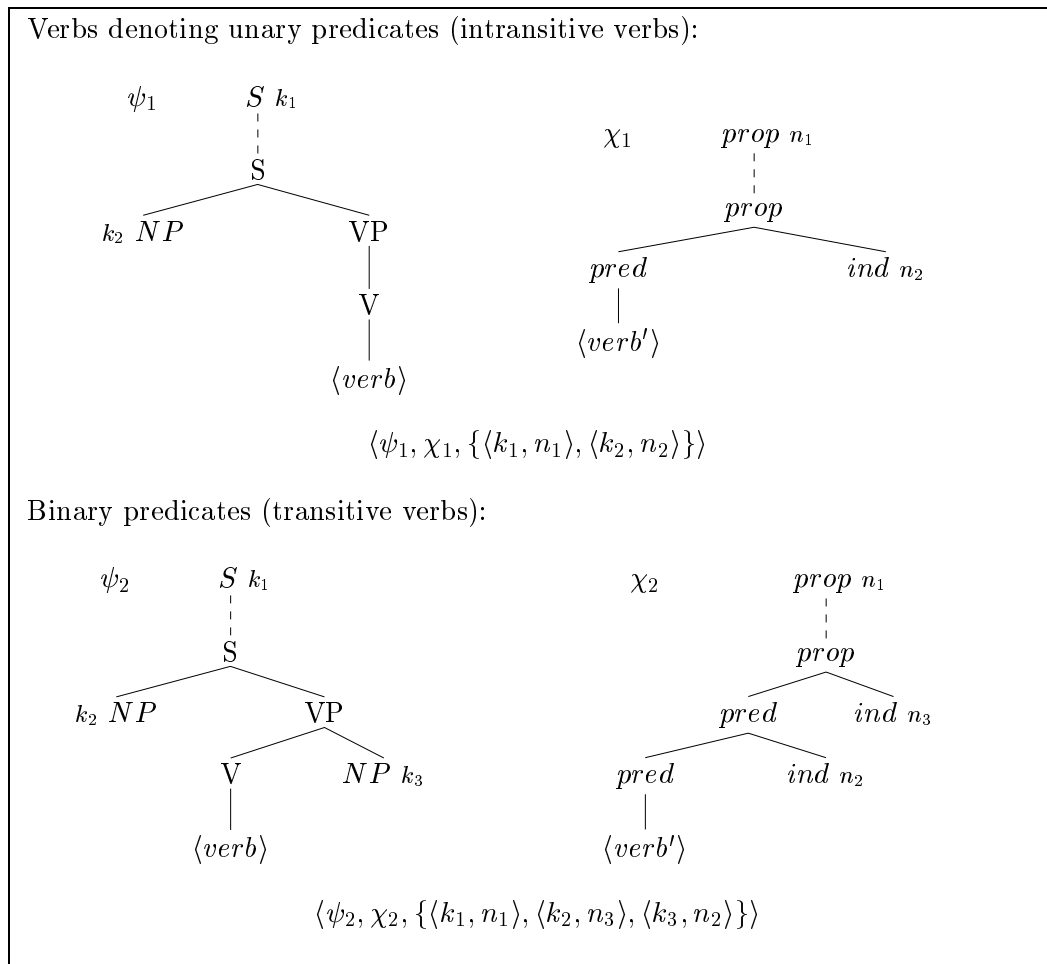 Verbs denoting unary predicates (intransitive verbs):
ψ₁ S k₁
χ₁ prop n₁
S
prop
k₂ NP VP
pred ind n₂
V
⟨verb′⟩
⟨verb⟩
⟨ψ₁, χ₁, {⟨k₁, n₁⟩, ⟨k₂, n₂⟩}⟩
Binary predicates (transitive verbs):
ψ₂ S k₁ χ₂ prop n₁
S prop
k₂ NP VP pred ind n₃
V NP k₃ pred ind n₂
⟨verb⟩ ⟨verb′⟩
⟨ψ₂, χ₂, {⟨k₁, n₁⟩, ⟨k₂, n₃⟩, ⟨k₃, n₂⟩}⟩